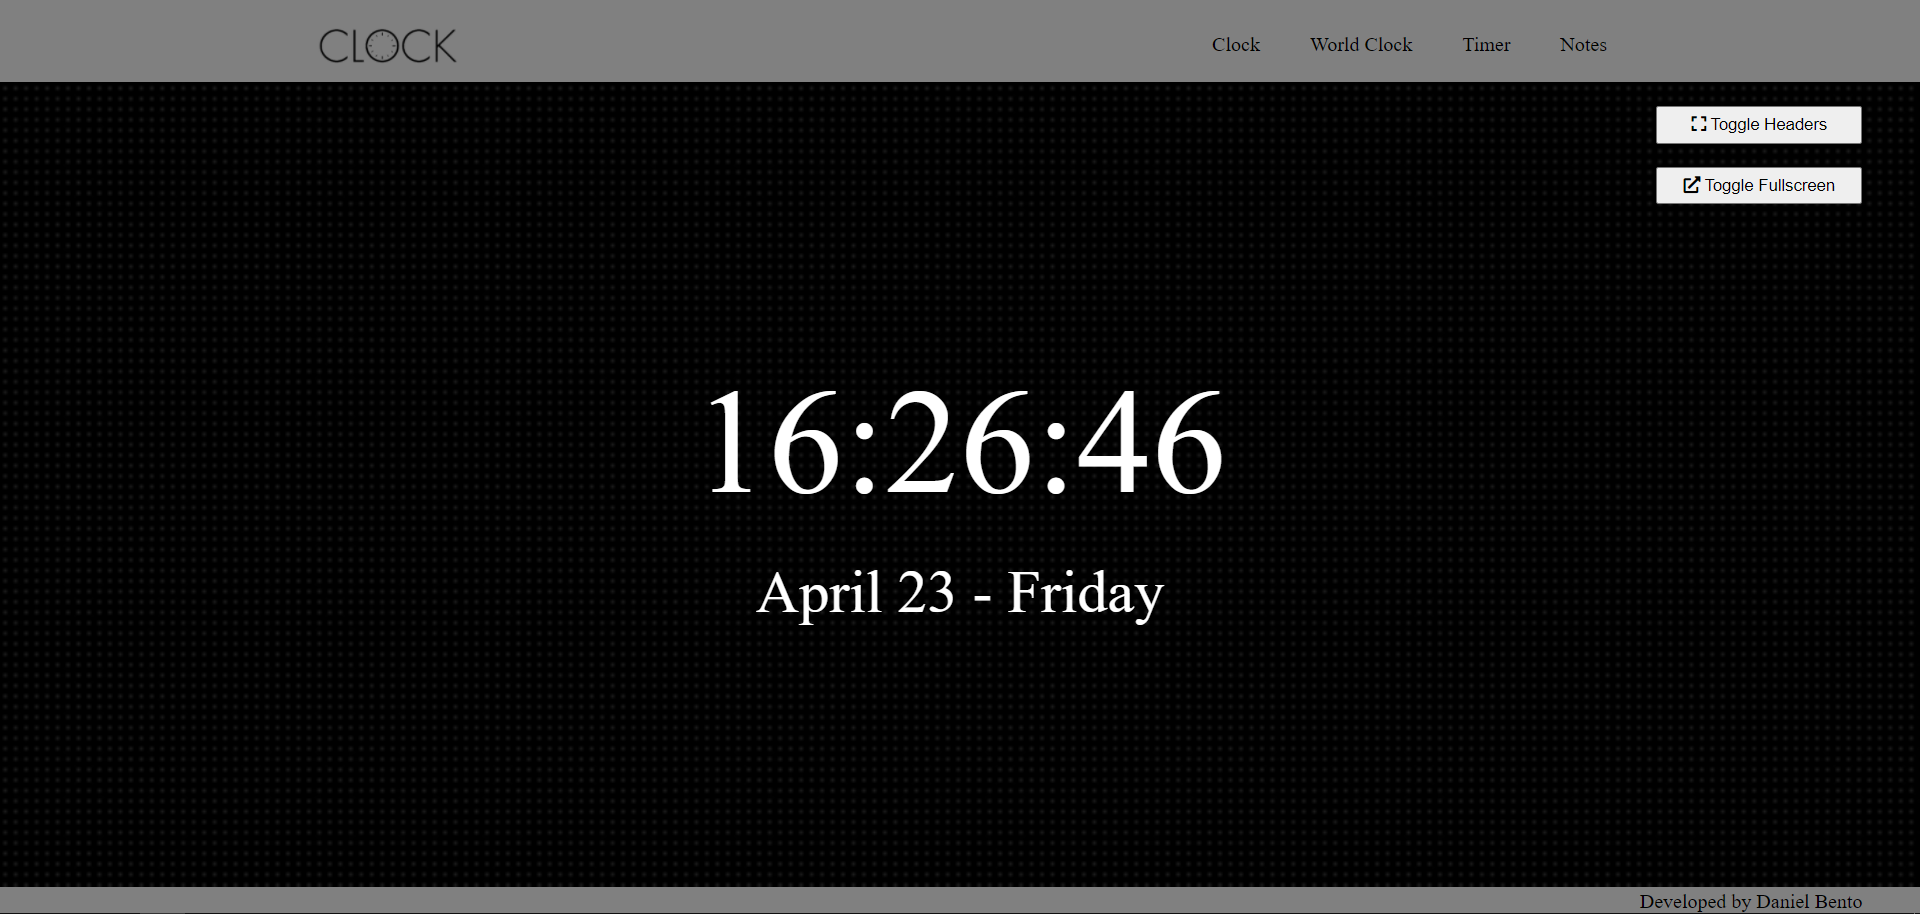 CLOCK
Clock World Clock Timer Notes
Toggle Headers
Toggle Fullscreen
16:26:46
April 23 - Friday
Developed by Daniel Bento